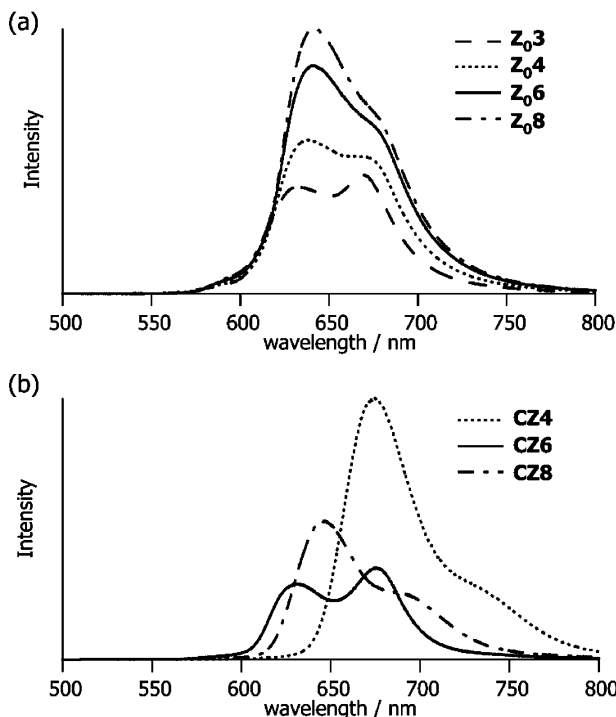 (a)
Z₀3
Z₀4
Z₀6
Z₀8
Intensity
500 550 600 650 700 750 800
wavelength / nm
(b)
CZ4
CZ6
CZ8
Intensity
500 550 600 650 700 750 800
wavelength / nm